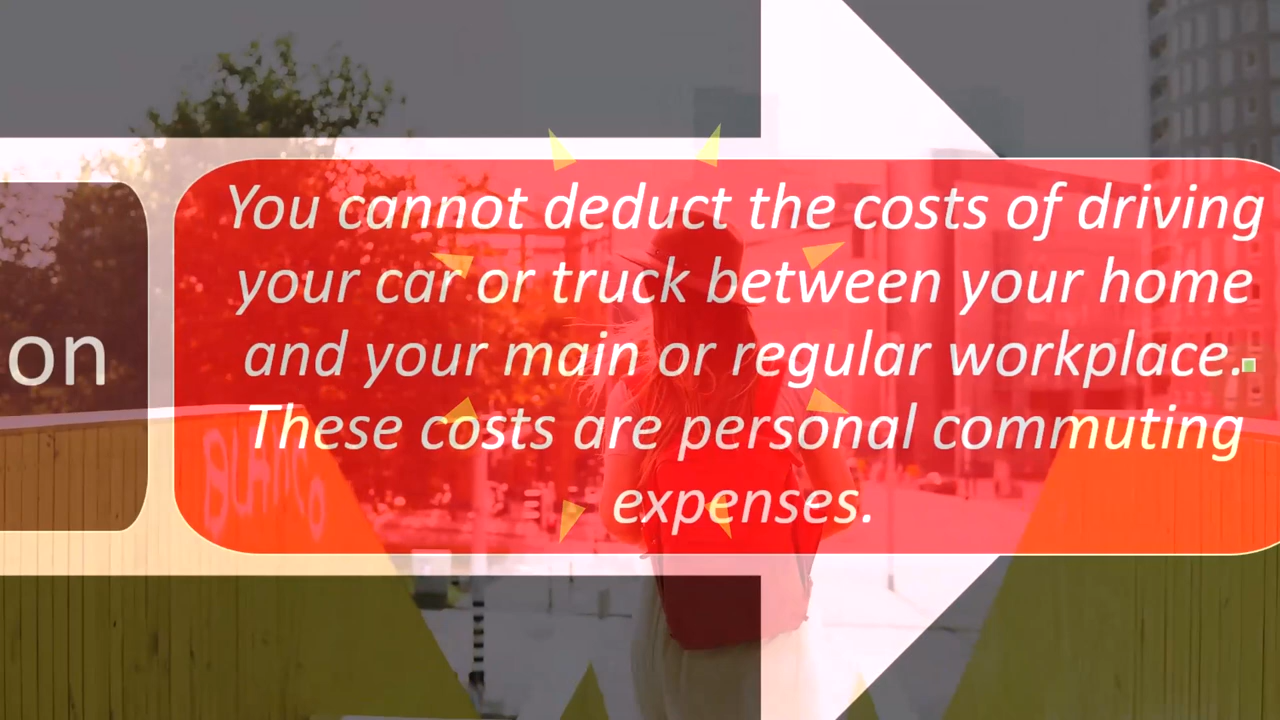 You cannot deduct the costs of driving
your car or truck between your home
on
and your main or regular workplace.
These costs are personal commuting
expenses.